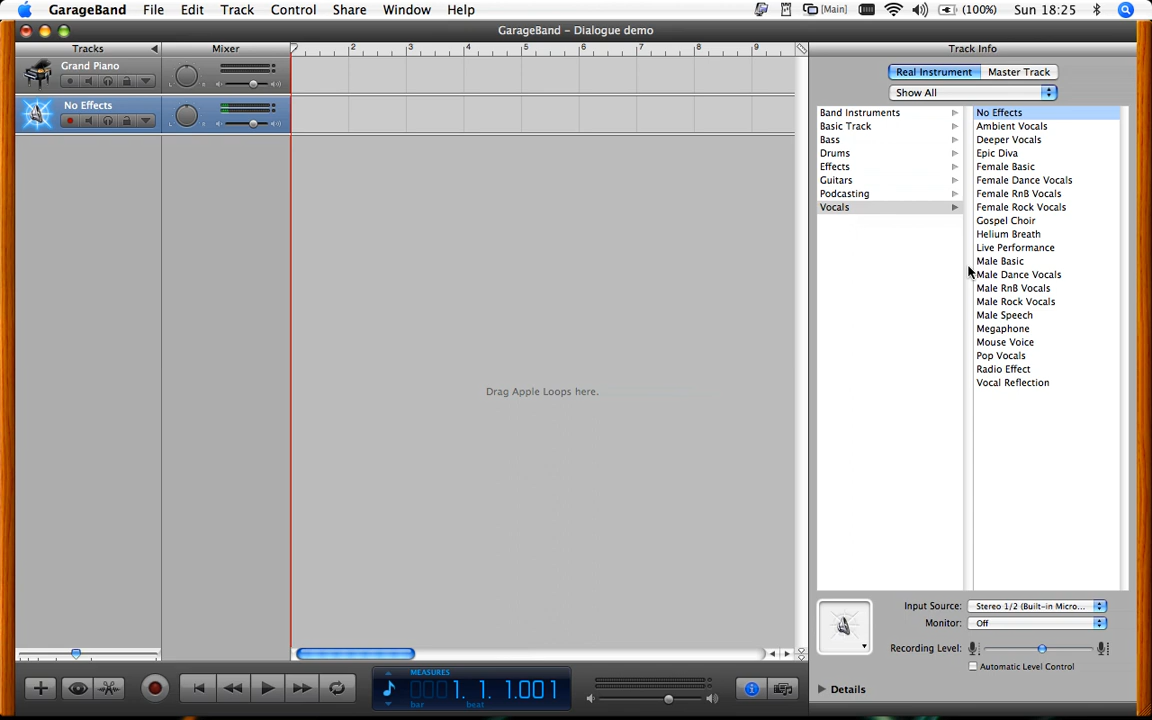 GarageBand File Edit Track Control Share Window Help [Main] (100%) Sun 18:25
GarageBand – Dialogue demo
Tracks Mixer 2 3 4 5 6 7 8 9 Track Info
Grand Piano
No Effects
Real Instrument Master Track
Show All
Band Instruments
Basic Track
Bass
Drums
Effects
Guitars
Podcasting
Vocals
No Effects
Ambient Vocals
Deeper Vocals
Epic Diva
Female Basic
Female Dance Vocals
Female RnB Vocals
Female Rock Vocals
Gospel Choir
Helium Breath
Live Performance
Male Basic
Male Dance Vocals
Male RnB Vocals
Male Rock Vocals
Male Speech
Megaphone
Mouse Voice
Pop Vocals
Radio Effect
Vocal Reflection
Drag Apple Loops here.
Input Source: Stereo 1/2 (Built-in Micro...
Monitor: Off
Recording Level:
Automatic Level Control
Details
MEASURES
1. 1. 1.001
bar beat